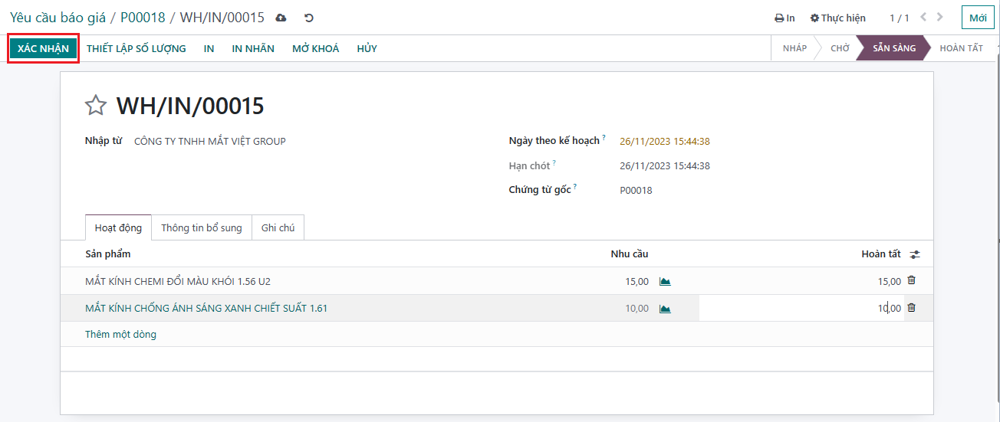 Yêu cầu báo giá / P00018 / WH/IN/00015 In Thực hiện 1 / 1 Mới
XÁC NHẬN THIẾT LẬP SỐ LƯỢNG IN IN NHÃN MỞ KHOÁ HỦY NHÁP CHỜ SẴN SÀNG HOÀN TẤT
WH/IN/00015
Nhập từ CÔNG TY TNHH MẮT VIỆT GROUP Ngày theo kế hoạch ? 26/11/2023 15:44:38
Hạn chót ? 26/11/2023 15:44:38
Chứng từ gốc ? P00018
Hoạt động Thông tin bổ sung Ghi chú
Sản phẩm Nhu cầu Hoàn tất
MẮT KÍNH CHEMI ĐỔI MÀU KHÓI 1.56 U2 15,00 15,00
MẮT KÍNH CHỐNG ÁNH SÁNG XANH CHIẾT SUẤT 1.61 10,00 10,00
Thêm một dòng